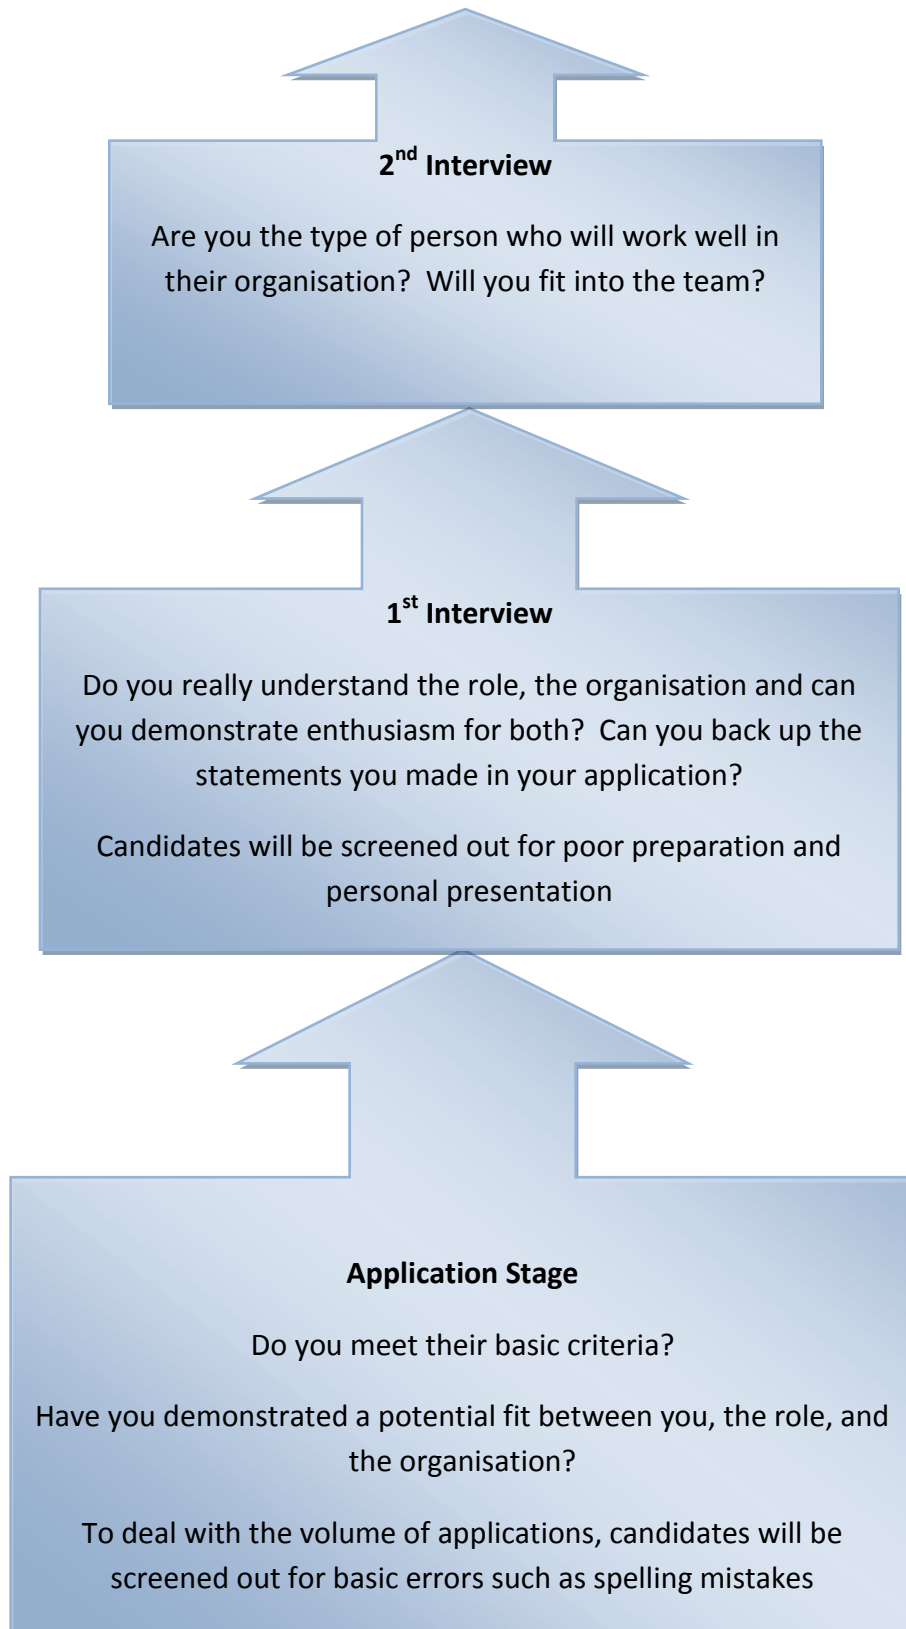 2nd Interview
Are you the type of person who will work well in
their organisation?  Will you fit into the team?
1st Interview
Do you really understand the role, the organisation and can
you demonstrate enthusiasm for both?  Can you back up the
statements you made in your application?
Candidates will be screened out for poor preparation and
personal presentation
Application Stage
Do you meet their basic criteria?
Have you demonstrated a potential fit between you, the role, and
the organisation?
To deal with the volume of applications, candidates will be
screened out for basic errors such as spelling mistakes